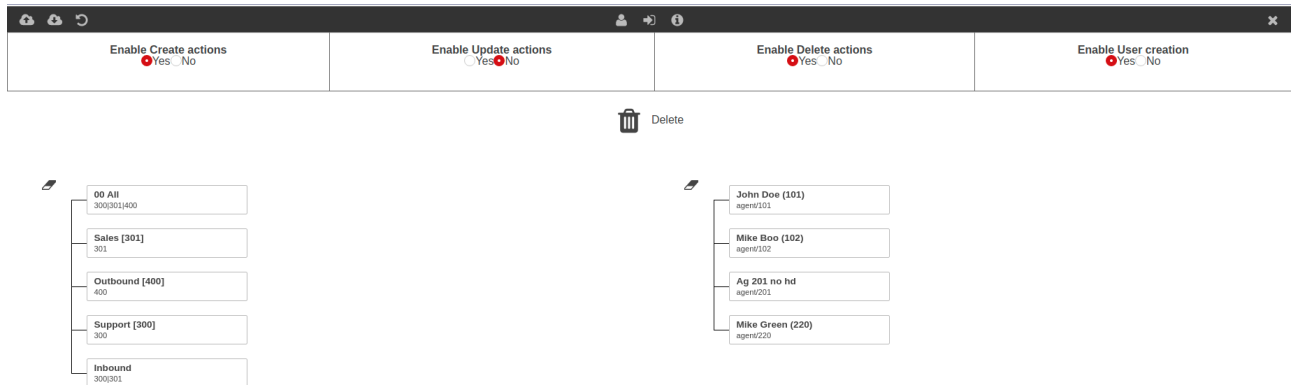 Enable Create actions
Yes No
Enable Update actions
Yes No
Enable Delete actions
Yes No
Enable User creation
Yes No
Delete
00 All
300|301|400
Sales [301]
301
Outbound [400]
400
Support [300]
300
Inbound
300|301
John Doe (101)
agent/101
Mike Boo (102)
agent/102
Ag 201 no hd
agent/201
Mike Green (220)
agent/220